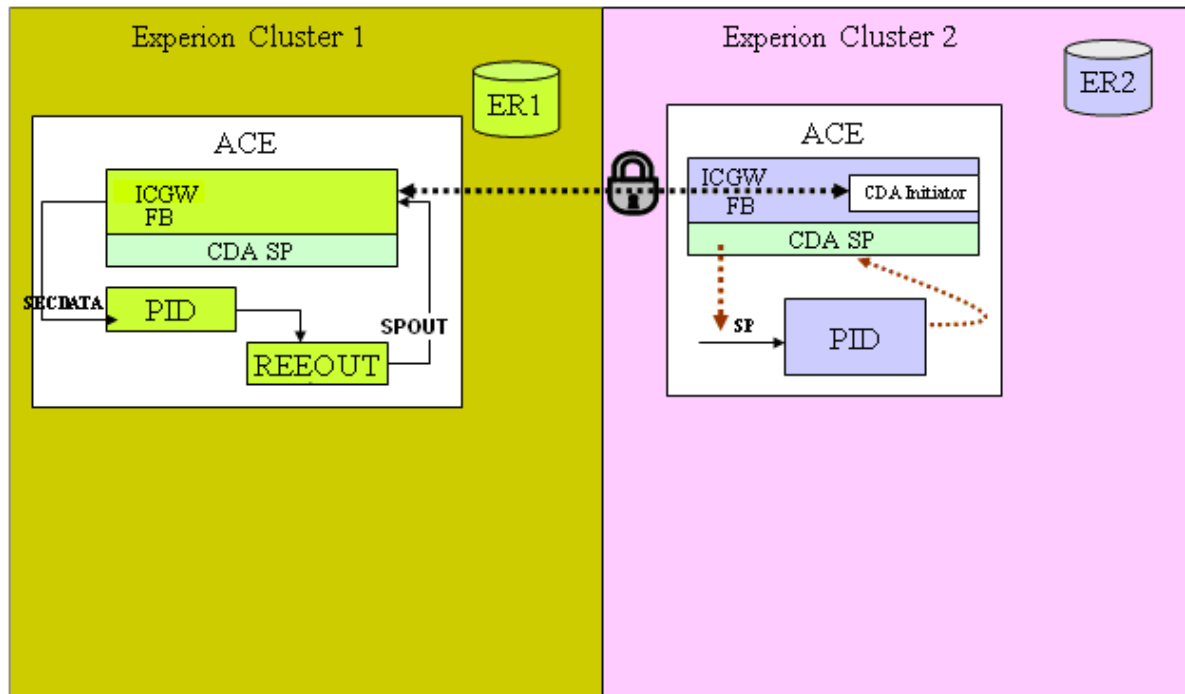 Experion Cluster 1
ER1
ACE
ICGW
FB
CDA SP
SECDATA
PID
SPOUT
REEOUT
Experion Cluster 2
ER2
ACE
ICGW
FB
CDA Initiator
CDA SP
SP
PID